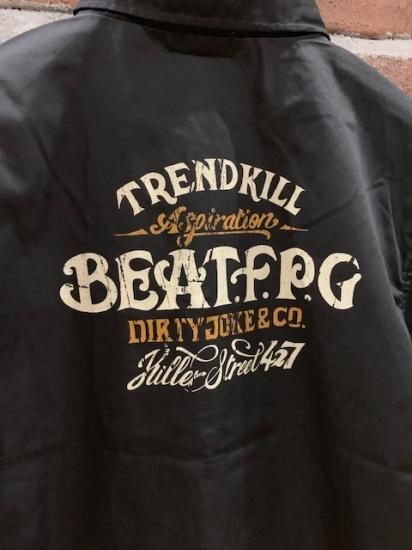 TRENDKILL
Aspiration
BEAT.F.P.G
DIRTY JOKE & CO.
Killer Street 427